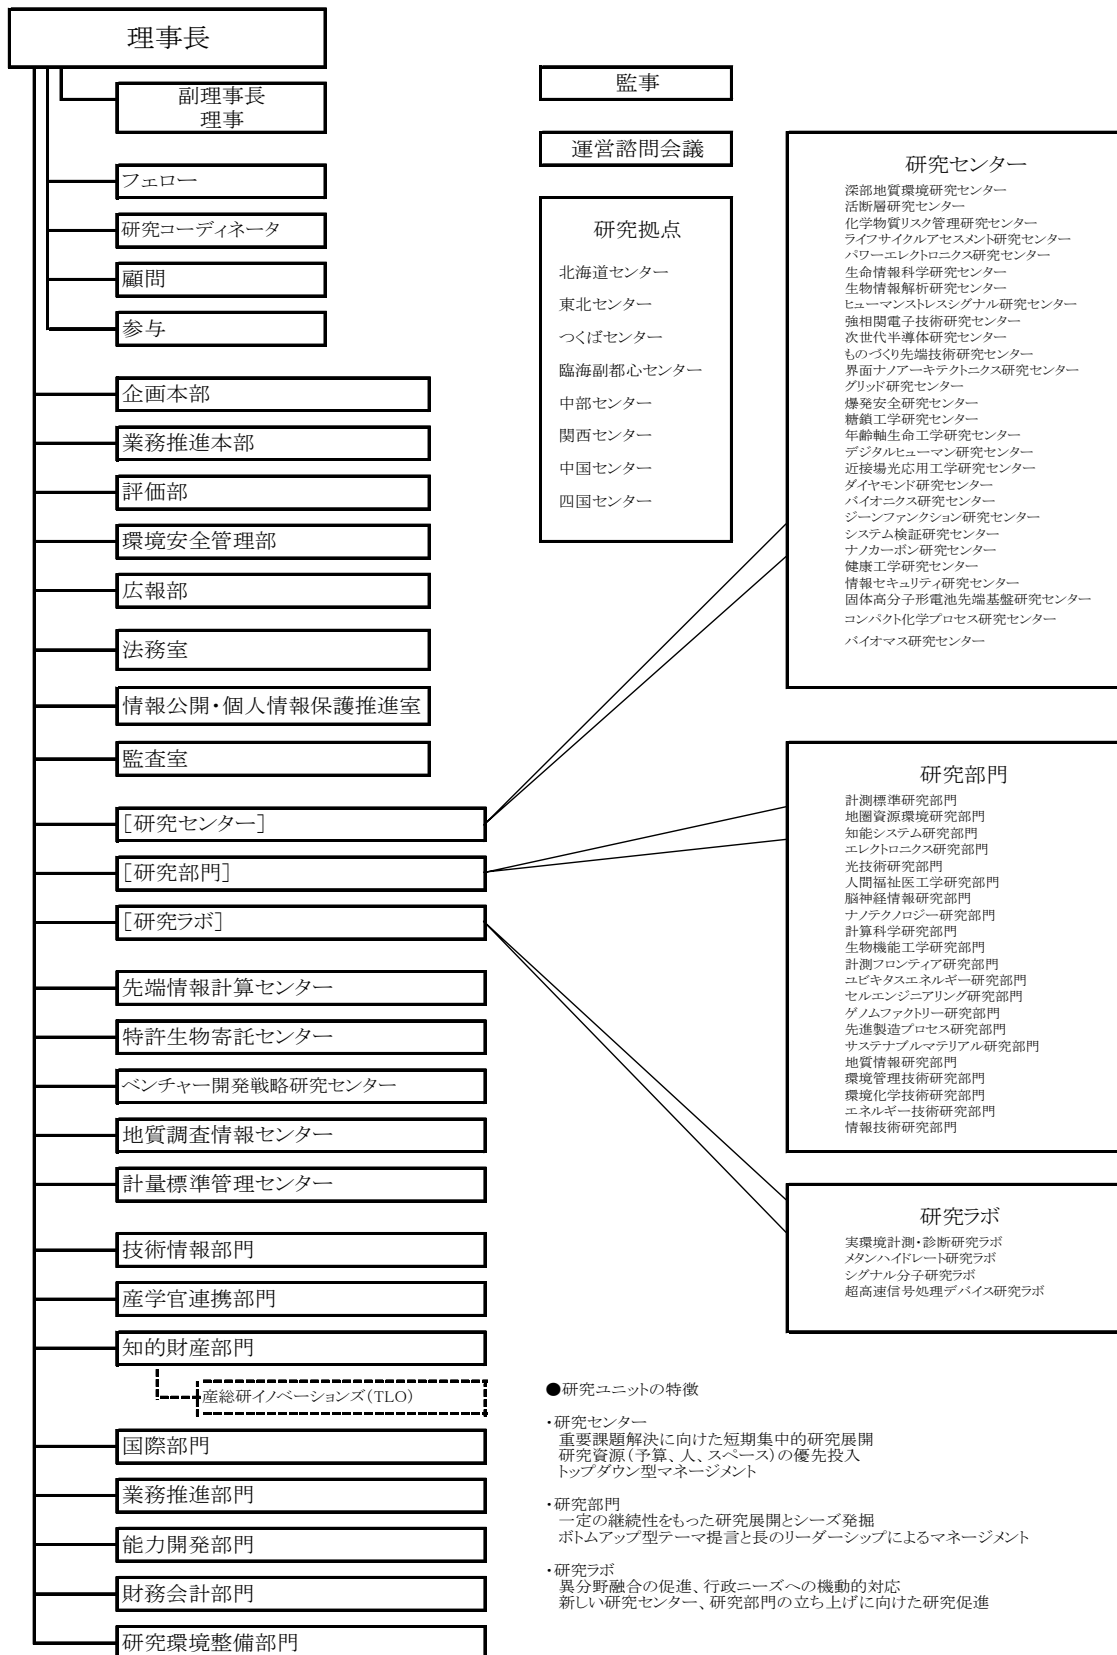 理事長
副理事長
理事
フェロー
研究コーディネータ
顧問
参与
企画本部
業務推進本部
評価部
環境安全管理部
広報部
法務室
情報公開・個人情報保護推進室
監査室
[研究センター]
[研究部門]
[研究ラボ]
先端情報計算センター
特許生物寄託センター
ベンチャー開発戦略研究センター
地質調査情報センター
計量標準管理センター
技術情報部門
産学官連携部門
知的財産部門
産総研イノベーションズ(TLO)
国際部門
業務推進部門
能力開発部門
財務会計部門
研究環境整備部門
監事
運営諮問会議
研究拠点
北海道センター
東北センター
つくばセンター
臨海副都心センター
中部センター
関西センター
中国センター
四国センター
研究センター
深部地質環境研究センター
活断層研究センター
化学物質リスク管理研究センター
ライフサイクルアセスメント研究センター
パワーエレクトロニクス研究センター
生命情報科学研究センター
生物情報解析研究センター
ヒューマンストレスシグナル研究センター
強相関電子技術研究センター
次世代半導体研究センター
ものづくり先端技術研究センター
界面ナノアーキテクトニクス研究センター
グリッド研究センター
爆発安全研究センター
糖鎖工学研究センター
年齢軸生命工学研究センター
デジタルヒューマン研究センター
近接場光応用工学研究センター
ダイヤモンド研究センター
バイオニクス研究センター
ジーンファンクション研究センター
システム検証研究センター
ナノカーボン研究センター
健康工学研究センター
情報セキュリティ研究センター
固体高分子形電池先端基盤研究センター
コンパクト化学プロセス研究センター
バイオマス研究センター
研究部門
計測標準研究部門
地圏資源環境研究部門
知能システム研究部門
エレクトロニクス研究部門
光技術研究部門
人間福祉医工学研究部門
脳神経情報研究部門
ナノテクノロジー研究部門
計算科学研究部門
生物機能工学研究部門
計測フロンティア研究部門
ユビキタスエネルギー研究部門
セルエンジニアリング研究部門
ゲノムファクトリー研究部門
先進製造プロセス研究部門
サステナブルマテリアル研究部門
地質情報研究部門
環境管理技術研究部門
環境化学技術研究部門
エネルギー技術研究部門
情報技術研究部門
研究ラボ
実環境計測・診断研究ラボ
メタンハイドレート研究ラボ
シグナル分子研究ラボ
超高速信号処理デバイス研究ラボ
●研究ユニットの特徴
・研究センター
重要課題解決に向けた短期集中的研究展開
研究資源(予算、人、スペース)の優先投入
トップダウン型マネージメント
・研究部門
一定の継続性をもった研究展開とシーズ発掘
ボトムアップ型テーマ提言と長のリーダーシップによるマネージメント
・研究ラボ
異分野融合の促進、行政ニーズへの機動的対応
新しい研究センター、研究部門の立ち上げに向けた研究促進